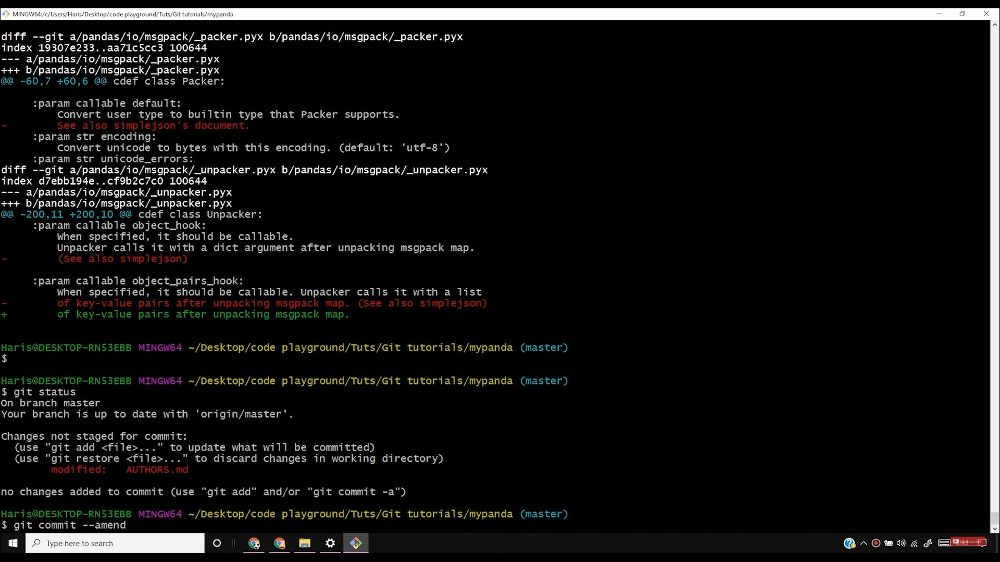 MINGW64:/c/Users/Haris/Desktop/code playground/Tuts/Git tutorials/mypanda
diff --git a/pandas/io/msgpack/_packer.pyx b/pandas/io/msgpack/_packer.pyx
index 19307e233..aa71c5cc3 100644
--- a/pandas/io/msgpack/_packer.pyx
+++ b/pandas/io/msgpack/_packer.pyx
@@ -60,7 +60,6 @@ cdef class Packer:
:param callable default:
Convert user type to builtin type that Packer supports.
- See also simplejson's document.
:param str encoding:
Convert unicode to bytes with this encoding. (default: 'utf-8')
:param str unicode_errors:
diff --git a/pandas/io/msgpack/_unpacker.pyx b/pandas/io/msgpack/_unpacker.pyx
index d7ebb194e..cf9b2c7c0 100644
--- a/pandas/io/msgpack/_unpacker.pyx
+++ b/pandas/io/msgpack/_unpacker.pyx
@@ -200,11 +200,10 @@ cdef class Unpacker:
:param callable object_hook:
When specified, it should be callable.
Unpacker calls it with a dict argument after unpacking msgpack map.
- (See also simplejson)
:param callable object_pairs_hook:
When specified, it should be callable. Unpacker calls it with a list
- of key-value pairs after unpacking msgpack map. (See also simplejson)
+ of key-value pairs after unpacking msgpack map.
Haris@DESKTOP-RN53EBB MINGW64 ~/Desktop/code playground/Tuts/Git tutorials/mypanda (master)
$
Haris@DESKTOP-RN53EBB MINGW64 ~/Desktop/code playground/Tuts/Git tutorials/mypanda (master)
$ git status
On branch master
Your branch is up to date with 'origin/master'.
Changes not staged for commit:
(use "git add <file>..." to update what will be committed)
(use "git restore <file>..." to discard changes in working directory)
modified: AUTHORS.md
no changes added to commit (use "git add" and/or "git commit -a")
Haris@DESKTOP-RN53EBB MINGW64 ~/Desktop/code playground/Tuts/Git tutorials/mypanda (master)
$ git commit --amend
Type here to search
Subscribe